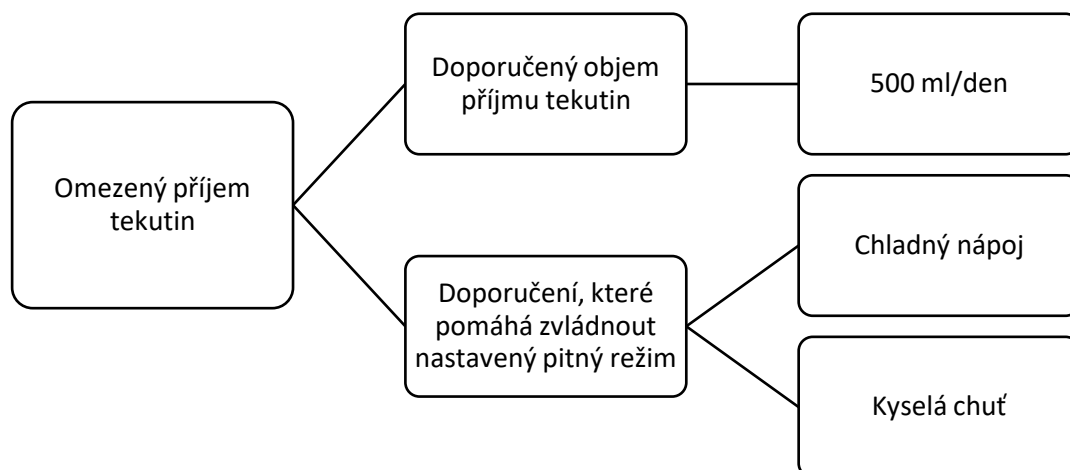 Omezený příjem
tekutin
Doporučený objem
příjmu tekutin
500 ml/den
Doporučení, které
pomáhá zvládnout
nastavený pitný režim
Chladný nápoj
Kyselá chuť